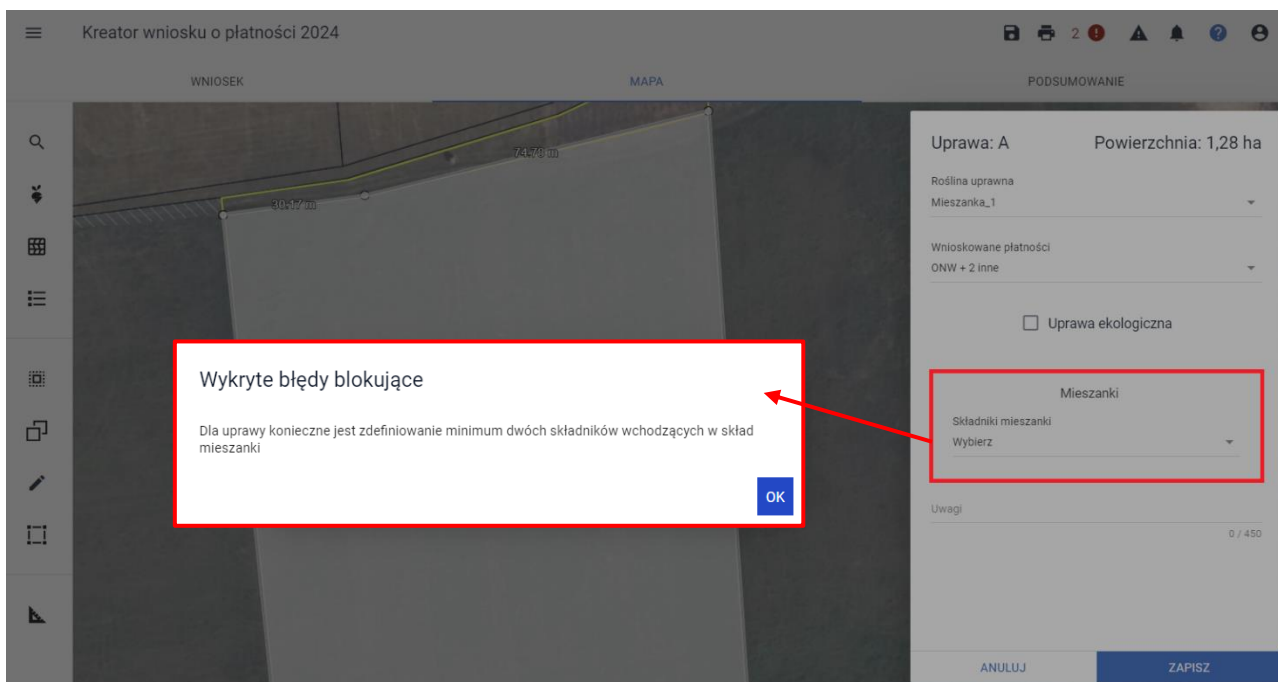 Kreator wniosku o płatności 2024
2
WNIOSEK
MAPA
PODSUMOWANIE
74.78 m
30.17 m
Uprawa: A
Powierzchnia: 1,28 ha
Roślina uprawna
Mieszanka_1
Wnioskowane płatności
ONW + 2 inne
Uprawa ekologiczna
Mieszanki
Składniki mieszanki
Wybierz
Uwagi
0 / 450
ANULUJ
ZAPISZ
Wykryte błędy blokujące
Dla uprawy konieczne jest zdefiniowanie minimum dwóch składników wchodzących w skład
mieszanki
OK